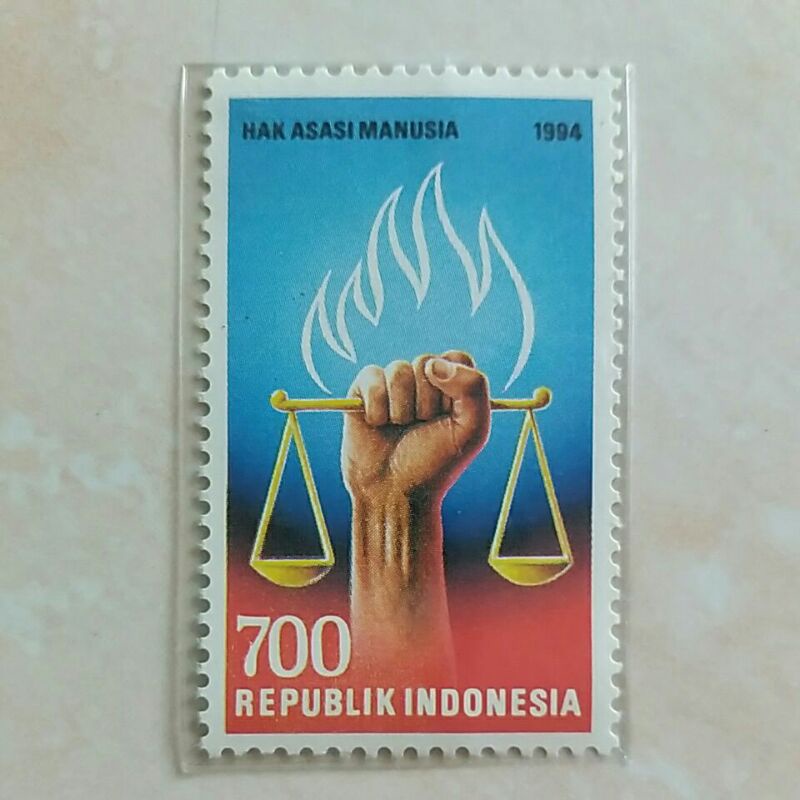 HAK ASASI MANUSIA 1994
700
REPUBLIK INDONESIA